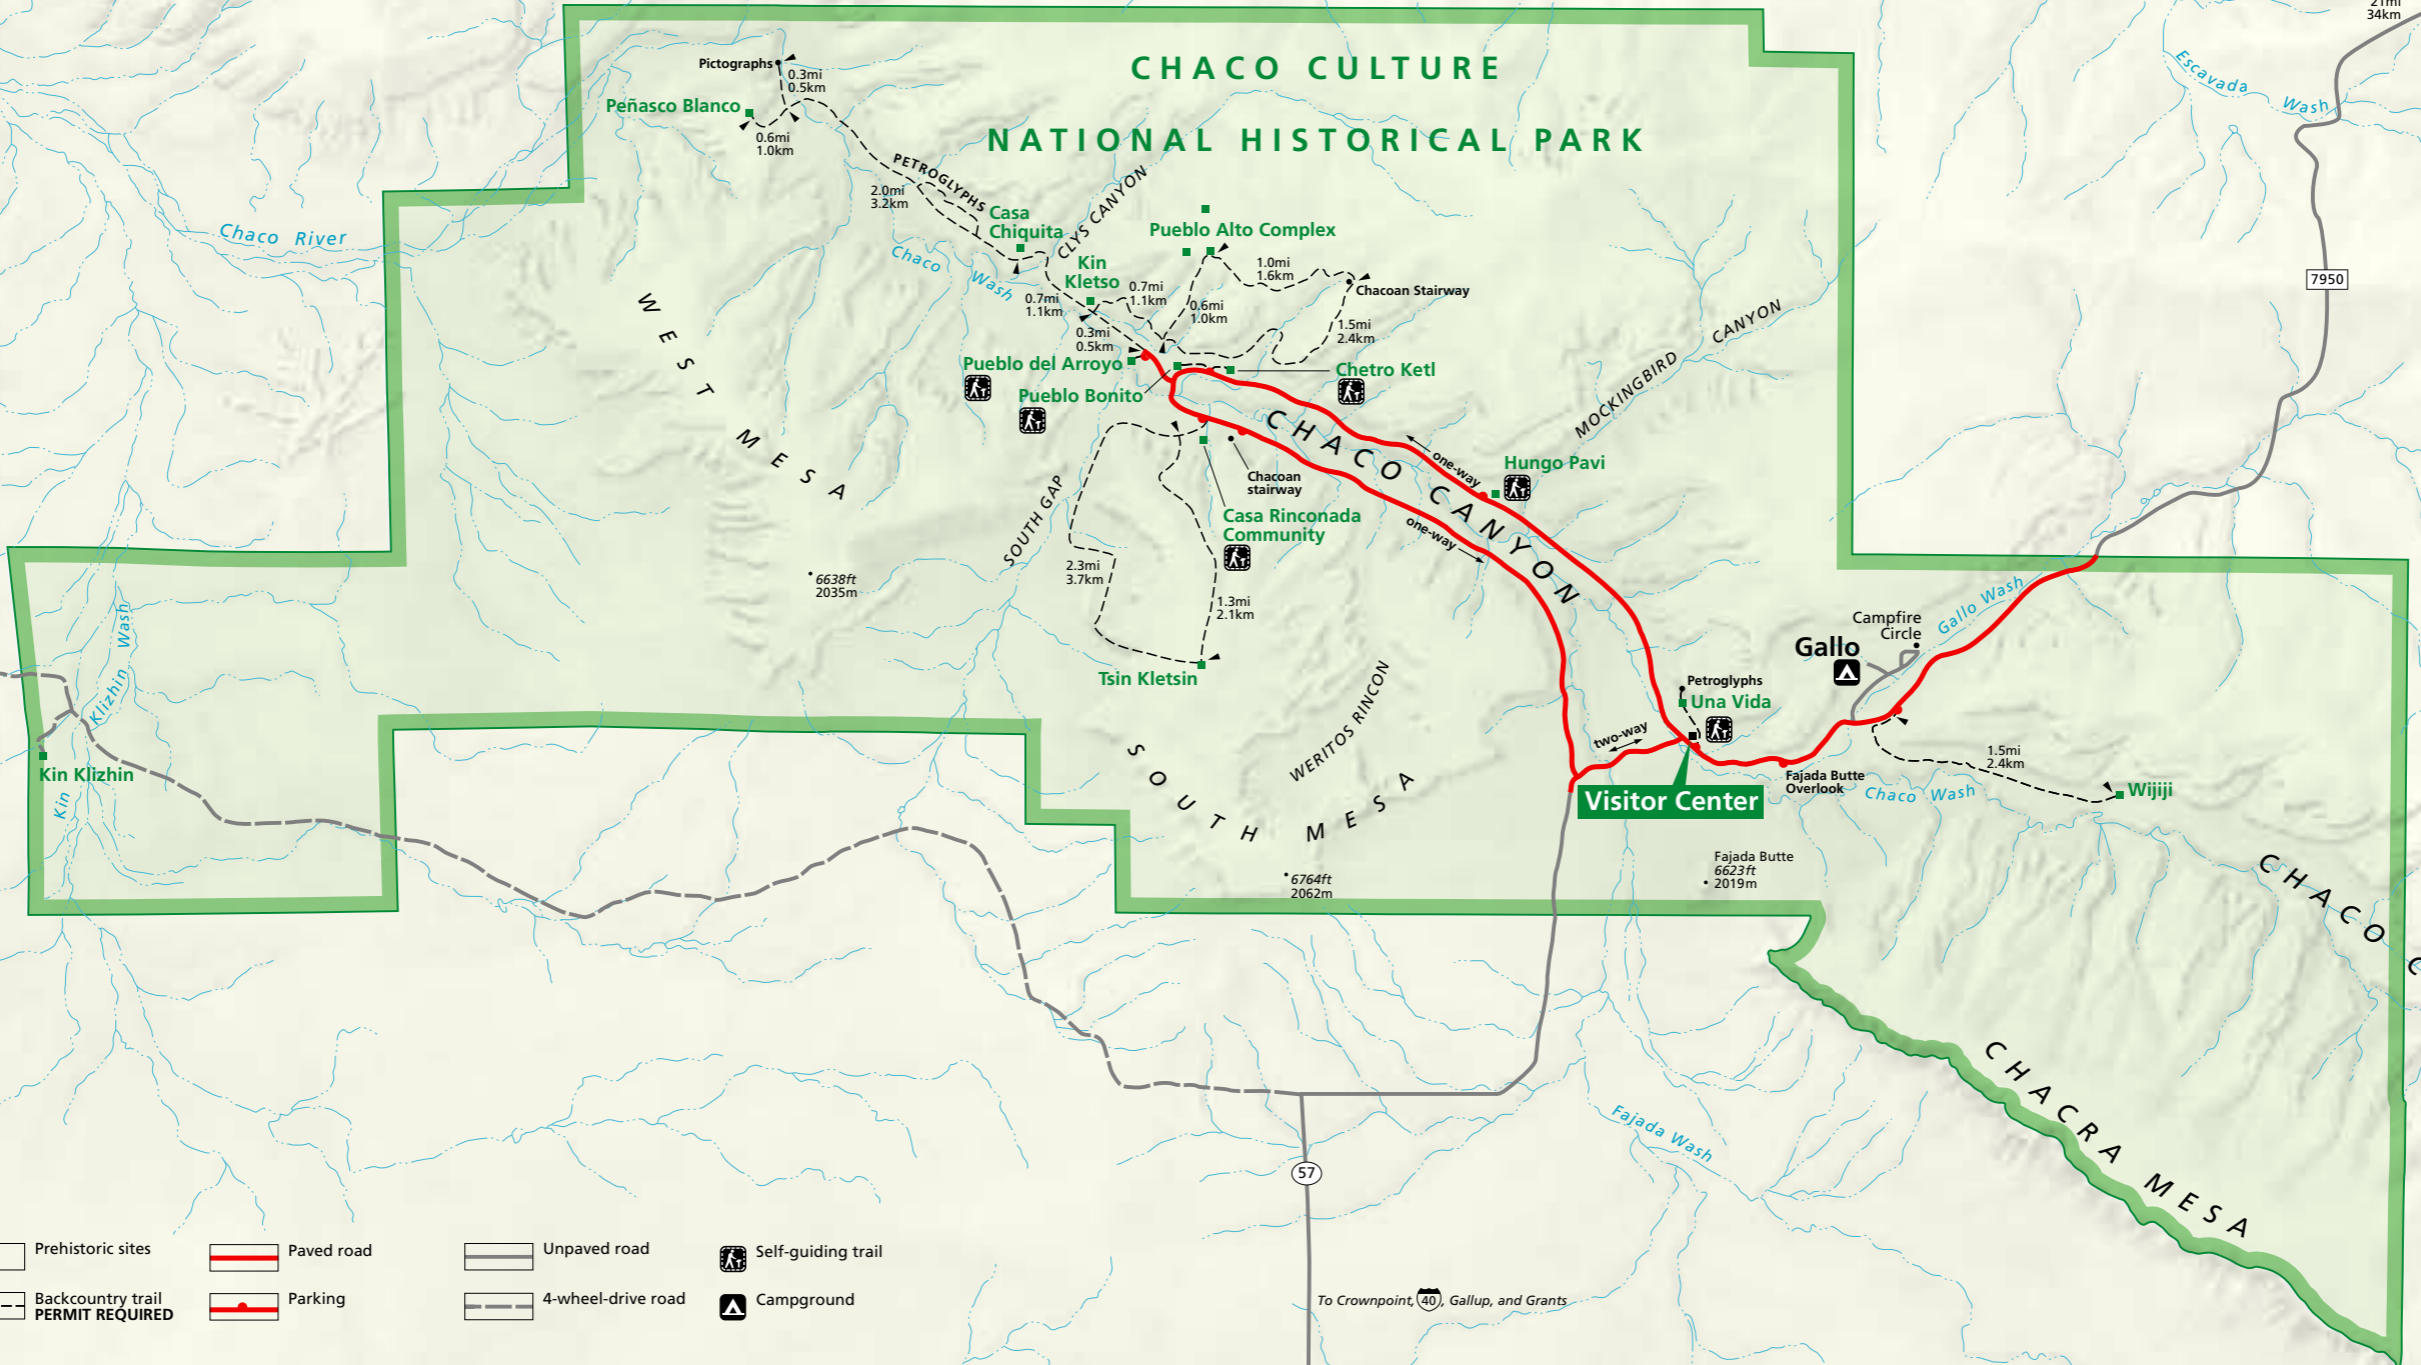 21mi
34km
CHACO CULTURE
NATIONAL HISTORICAL PARK
Pictographs
0.3mi
0.5km
Peñasco Blanco
0.6mi
1.0km
Escavada Wash
PETROGLYPHS
2.0mi
3.2km
Casa
Chiquita
CLYS CANYON
Chaco River
Chaco Wash
Pueblo Alto Complex
Kin
Kletso
0.7mi
1.1km
0.7mi
1.1km
1.0mi
1.6km
Chacoan Stairway
0.6mi
1.0km
0.3mi
0.5km
1.5mi
2.4km
7950
MOCKINGBIRD CANYON
WEST MESA
Pueblo del Arroyo
Pueblo Bonito
Chetro Ketl
CHACO CANYON
one-way
Hungo Pavi
Chacoan
stairway
Casa Rinconada
Community
one-way
SOUTH GAP
6638ft
2035m
2.3mi
3.7km
1.3mi
2.1km
Tsin Kletsin
Kin Klizhin Wash
Kin Klizhin
Gallo Wash
Campfire
Circle
Gallo
Petroglyphs
Una Vida
two-way
WERITOS RINCON
SOUTH MESA
Visitor Center
Fajada Butte
Overlook
Chaco Wash
1.5mi
2.4km
Wijiji
Fajada Butte
6623ft
2019m
6764ft
2062m
CHACO C
CHACRA MESA
Fajada Wash
57
To Crownpoint, 40, Gallup, and Grants
Prehistoric sites
Paved road
Unpaved road
Self-guiding trail
Backcountry trail
PERMIT REQUIRED
Parking
4-wheel-drive road
Campground